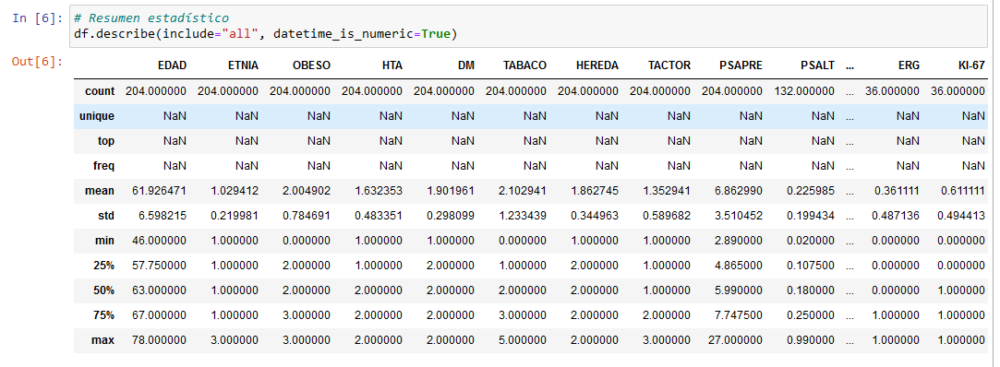 In [6]: # Resumen estadístico
df.describe(include="all", datetime_is_numeric=True)
Out[6]:
EDAD ETNIA OBESO HTA DM TABACO HEREDA TACTOR PSAPRE PSALT ... ERG KI-67
count 204.000000 204.000000 204.000000 204.000000 204.000000 204.000000 204.000000 204.000000 204.000000 132.000000 ... 36.000000 36.000000
unique NaN NaN NaN NaN NaN NaN NaN NaN NaN NaN ... NaN NaN
top NaN NaN NaN NaN NaN NaN NaN NaN NaN NaN ... NaN NaN
freq NaN NaN NaN NaN NaN NaN NaN NaN NaN NaN ... NaN NaN
mean 61.926471 1.029412 2.004902 1.632353 1.901961 2.102941 1.862745 1.352941 6.862990 0.225985 ... 0.361111 0.611111
std 6.598215 0.219981 0.784691 0.483351 0.298099 1.233439 0.344963 0.589682 3.510452 0.199434 ... 0.487136 0.494413
min 46.000000 1.000000 0.000000 1.000000 1.000000 0.000000 1.000000 1.000000 2.890000 0.020000 ... 0.000000 0.000000
25% 57.750000 1.000000 2.000000 1.000000 2.000000 1.000000 2.000000 1.000000 4.865000 0.107500 ... 0.000000 0.000000
50% 63.000000 1.000000 2.000000 2.000000 2.000000 2.000000 2.000000 1.000000 5.990000 0.180000 ... 0.000000 1.000000
75% 67.000000 1.000000 3.000000 2.000000 2.000000 3.000000 2.000000 2.000000 7.747500 0.250000 ... 1.000000 1.000000
max 78.000000 3.000000 3.000000 2.000000 2.000000 5.000000 2.000000 3.000000 27.000000 0.990000 ... 1.000000 1.000000